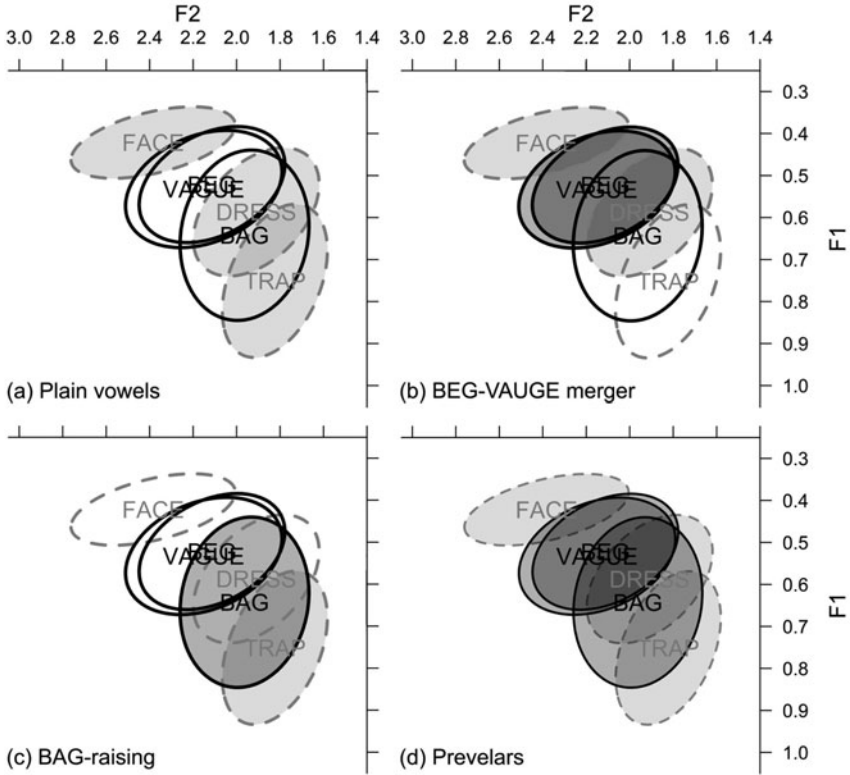 F2 F2
3.0 2.8 2.6 2.4 2.2 2.0 1.8 1.6 1.4 3.0 2.8 2.6 2.4 2.2 2.0 1.8 1.6 1.4
0.3
FACE FACE
0.4
VAGUE BEG VAGUE BEG
0.5
DRESS DRESS
0.6
BAG BAG
F1
0.7
TRAP TRAP
0.8
0.9
(a) Plain vowels (b) BEG-VAUGE merger
1.0
0.3
FACE FACE
0.4
VAGUE BEG VAGUE BEG
0.5
DRESS DRESS
0.6
BAG BAG
F1
0.7
TRAP TRAP
0.8
0.9
(c) BAG-raising (d) Prevelars
1.0